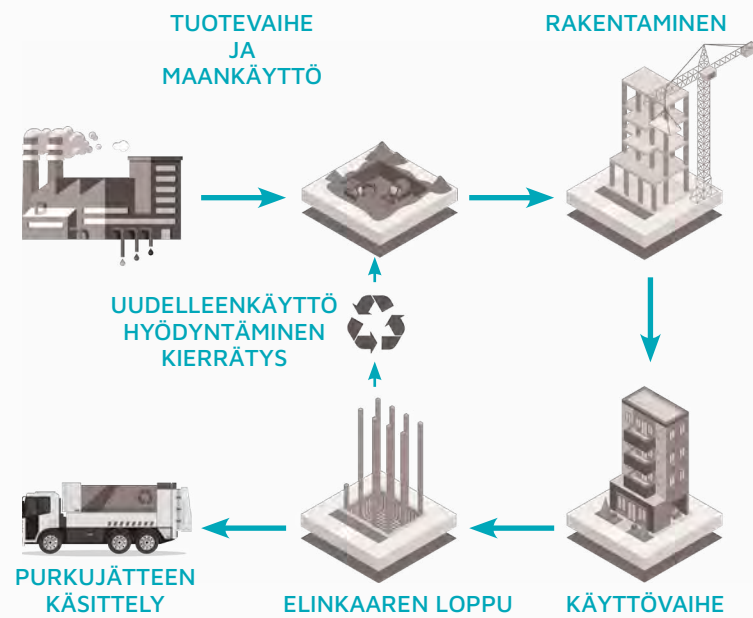 TUOTEVAIHE
JA
MAANKÄYTTÖ
RAKENTAMINEN
UUDELLEENKÄYTTÖ
HYÖDYNTÄMINEN
KIERRÄTYS
PURKUJÄTTEEN
KÄSITTELY
ELINKAAREN LOPPU
KÄYTTÖVAIHE